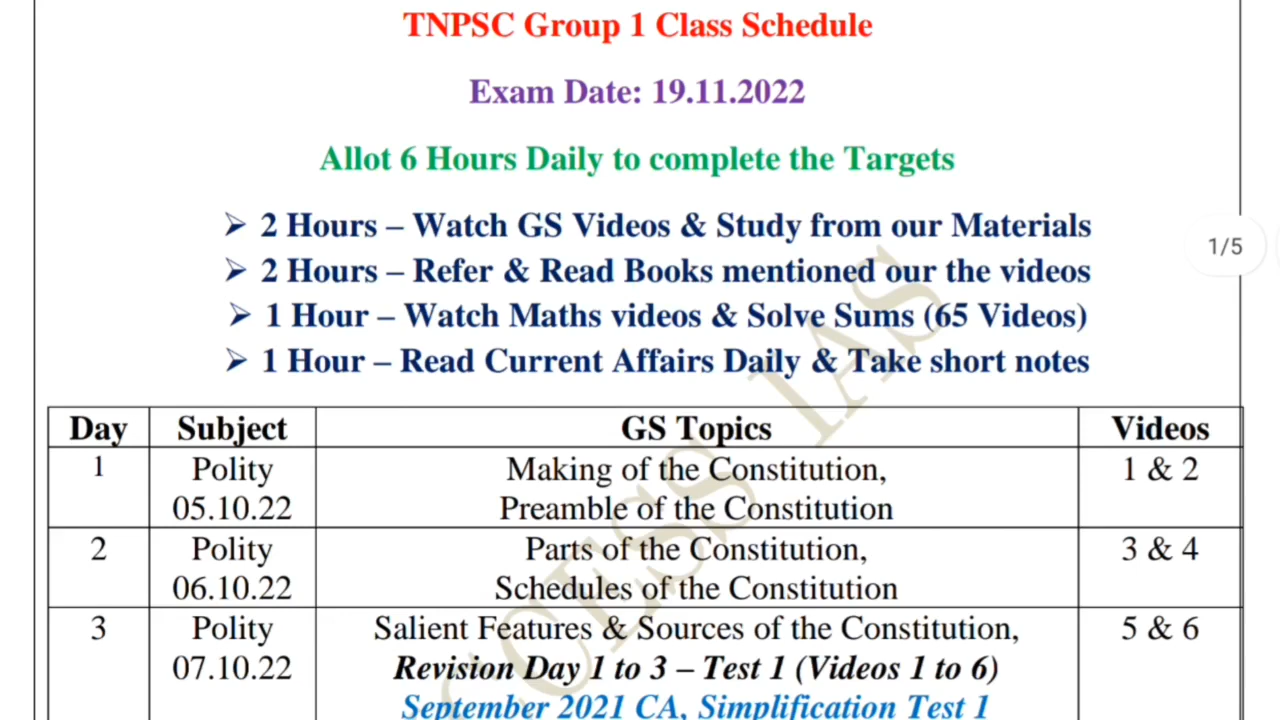 TNPSC Group 1 Class Schedule
Exam Date: 19.11.2022
Allot 6 Hours Daily to complete the Targets
➢ 2 Hours – Watch GS Videos & Study from our Materials
➢ 2 Hours – Refer & Read Books mentioned our the videos
➢ 1 Hour – Watch Maths videos & Solve Sums (65 Videos)
➢ 1 Hour – Read Current Affairs Daily & Take short notes
1/5
Day Subject GS Topics Videos
1 Polity Making of the Constitution, 1 & 2
05.10.22 Preamble of the Constitution
2 Polity Parts of the Constitution, 3 & 4
06.10.22 Schedules of the Constitution
3 Polity Salient Features & Sources of the Constitution, 5 & 6
07.10.22 Revision Day 1 to 3 – Test 1 (Videos 1 to 6)
September 2021 CA, Simplification Test 1
IAS